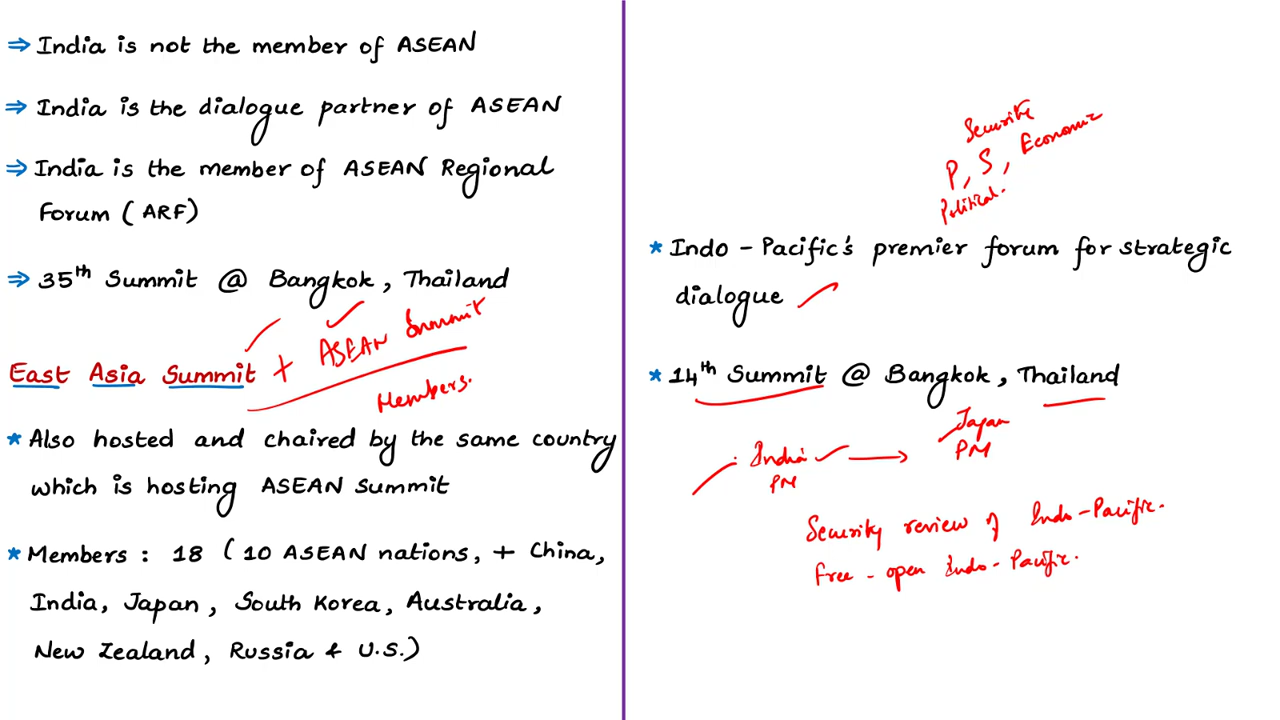 ⇒ India is not the member of ASEAN
⇒ India is the dialogue partner of ASEAN
⇒ India is the member of ASEAN Regional
Forum (ARF)
⇒ 35th Summit @ Bangkok, Thailand
East Asia Summit + ASEAN Summit
Members.
* Also hosted and chaired by the same country
which is hosting ASEAN Summit
* Members : 18 (10 ASEAN nations, + China,
India, Japan, South Korea, Australia,
New Zealand, Russia & U.S.)
Security
P, S, Economic
Political.
* Indo-Pacific's premier forum for strategic
dialogue
* 14th Summit @ Bangkok, Thailand
India → Japan
PM PM
Security review of Indo-Pacific.
Free-open Indo-Pacific.